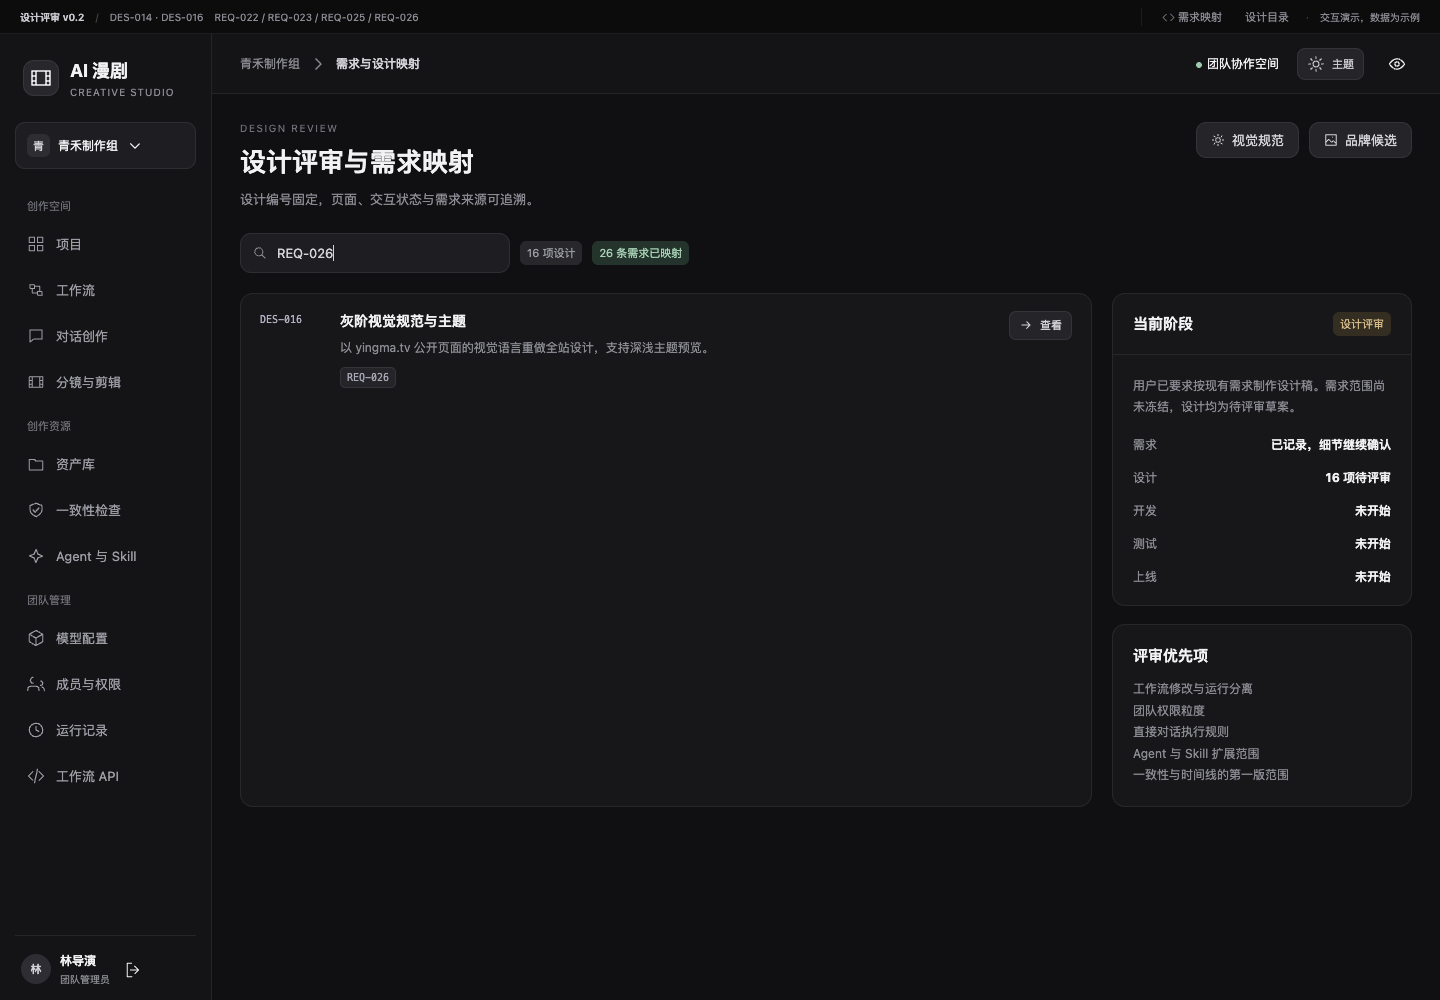 设计评审 v0.2 / DES-014 · DES-016 REQ-022 / REQ-023 / REQ-025 / REQ-026
需求映射 设计目录 · 交互演示，数据为示例
AI 漫剧
CREATIVE STUDIO
青 青禾制作组
创作空间
项目
工作流
对话创作
分镜与剪辑
创作资源
资产库
一致性检查
Agent 与 Skill
团队管理
模型配置
成员与权限
运行记录
工作流 API
林 林导演
团队管理员
青禾制作组 需求与设计映射
团队协作空间 主题
DESIGN REVIEW
设计评审与需求映射
设计编号固定，页面、交互状态与需求来源可追溯。
视觉规范 品牌候选
REQ-026 16 项设计 26 条需求已映射
DES-016 灰阶视觉规范与主题 查看
以 yingma.tv 公开页面的视觉语言重做全站设计，支持深浅主题预览。
REQ-026
当前阶段 设计评审
用户已要求按现有需求制作设计稿。需求范围尚
未冻结，设计均为待评审草案。
需求 已记录，细节继续确认
设计 16 项待评审
开发 未开始
测试 未开始
上线 未开始
评审优先项
工作流修改与运行分离
团队权限粒度
直接对话执行规则
Agent 与 Skill 扩展范围
一致性与时间线的第一版范围